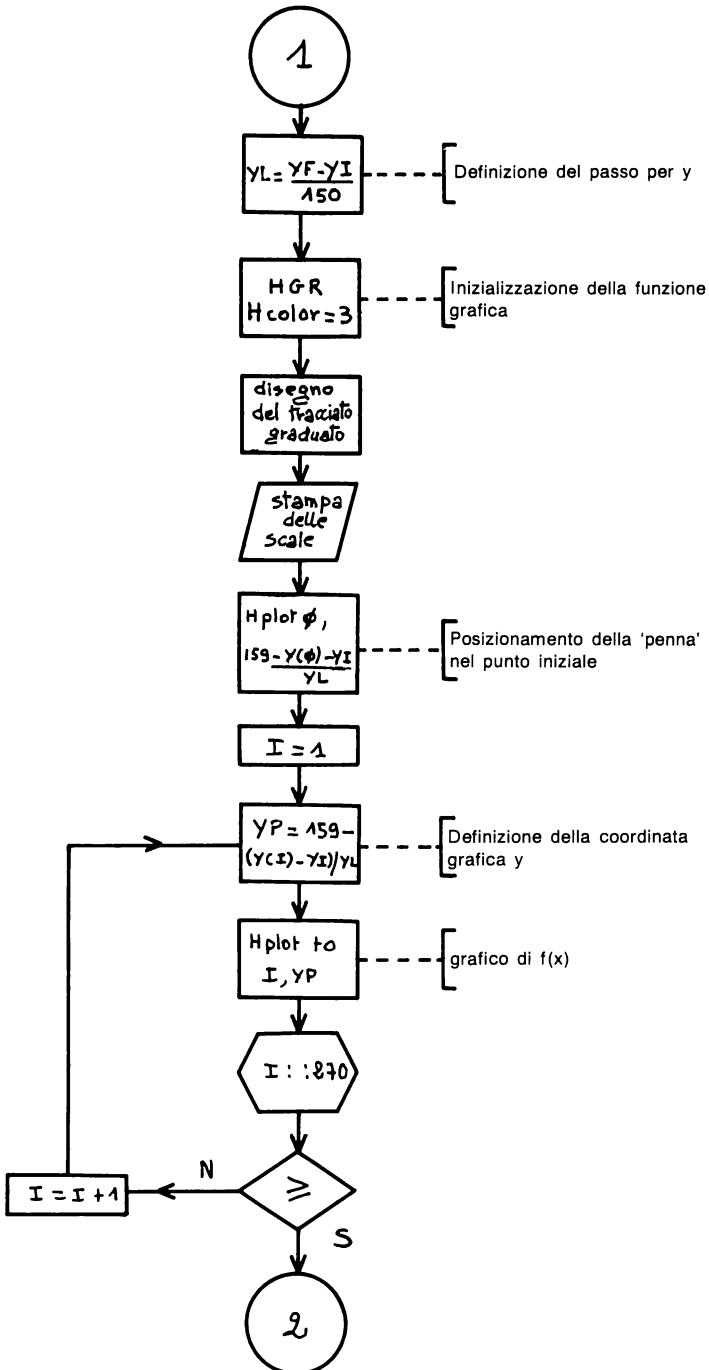 1
YL = YF - YI
150
Definizione del passo per y
HGR
Hcolor = 3
Inizializzazione della funzione
grafica
disegno
del tracciato
graduato
stampa
delle
scale
Hplot ø,
159 - Y(ø) - YI
YL
Posizionamento della 'penna'
nel punto iniziale
I = 1
YP = 159 -
(Y(I) - YI)/YL
Definizione della coordinata
grafica y
Hplot to
I, YP
grafico di f(x)
I : :270
≥
N
I = I + 1
S
2